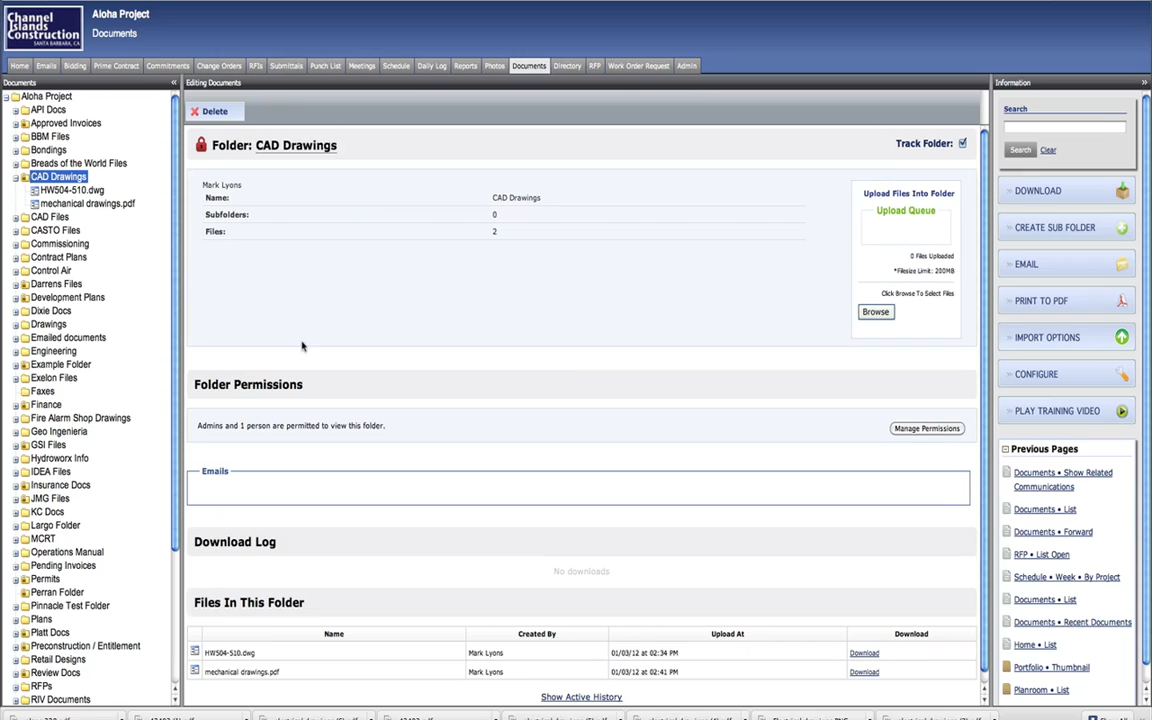 Channel
Islands
Construction
SANTA BARBARA, CA
Aloha Project
Documents
Home Emails Bidding Prime Contract Commitments Change Orders RFIs Submittals Punch List Meetings Schedule Daily Log Reports Photos Documents Directory RFP Work Order Request Admin
Documents «
Aloha Project
API Docs
Approved Invoices
BBM Files
Bondings
Breads of the World Files
CAD Drawings
HW504-510.dwg
mechanical drawings.pdf
CAD Files
CASTO Files
Commissioning
Contract Plans
Control Air
Darrens Files
Development Plans
Dixie Docs
Drawings
Emailed documents
Engineering
Example Folder
Exelon Files
Faxes
Finance
Fire Alarm Shop Drawings
Geo Ingenieria
GSI Files
Hydroworx Info
IDEA Files
Insurance Docs
JMG Files
KC Docs
Largo Folder
MCRT
Operations Manual
Pending Invoices
Permits
Perran Folder
Pinnacle Test Folder
Plans
Platt Docs
Preconstruction / Entitlement
Retail Designs
Review Docs
RFPs
RIV Documents
Editing Documents
Delete
Folder: CAD Drawings
Track Folder:
Mark Lyons
Name: CAD Drawings
Subfolders: 0
Files: 2
Upload Files Into Folder
Upload Queue
0 Files Uploaded
*Filesize Limit: 200MB
Click Browse To Select Files
Browse
Folder Permissions
Admins and 1 person are permitted to view this folder.
Manage Permissions
Emails
Download Log
No downloads
Files In This Folder
Name Created By Upload At Download
HW504-510.dwg Mark Lyons 01/03/12 at 02:34 PM Download
mechanical drawings.pdf Mark Lyons 01/03/12 at 02:41 PM Download
Show Active History
Information »
Search
Search Clear
» DOWNLOAD
» CREATE SUB FOLDER
» EMAIL
» PRINT TO PDF
» IMPORT OPTIONS
» CONFIGURE
» PLAY TRAINING VIDEO
Previous Pages
Documents • Show Related
Communications
Documents • List
Documents • Forward
RFP • List Open
Schedule • Week • By Project
Documents • List
Documents • Recent Documents
Home • List
Portfolio • Thumbnail
Planroom • List